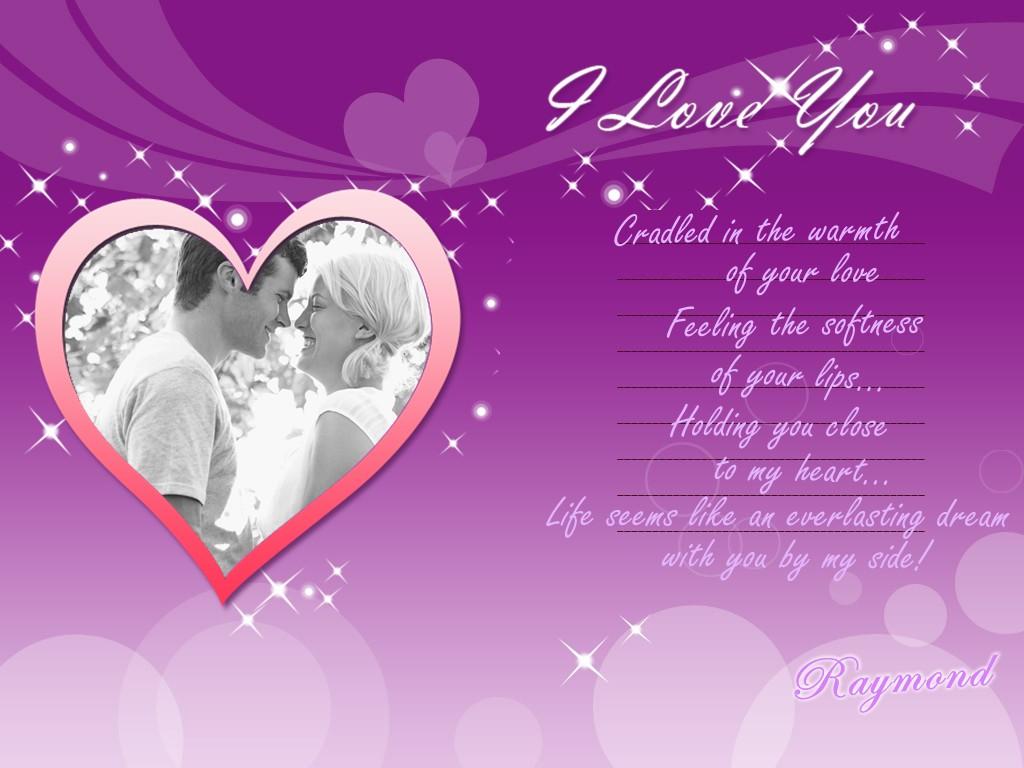 I Love You
Cradled in the warmth
of your love
Feeling the softness
of your lips...
Holding you close
to my heart...
Life seems like an everlasting dream
with you by my side!
Raymond